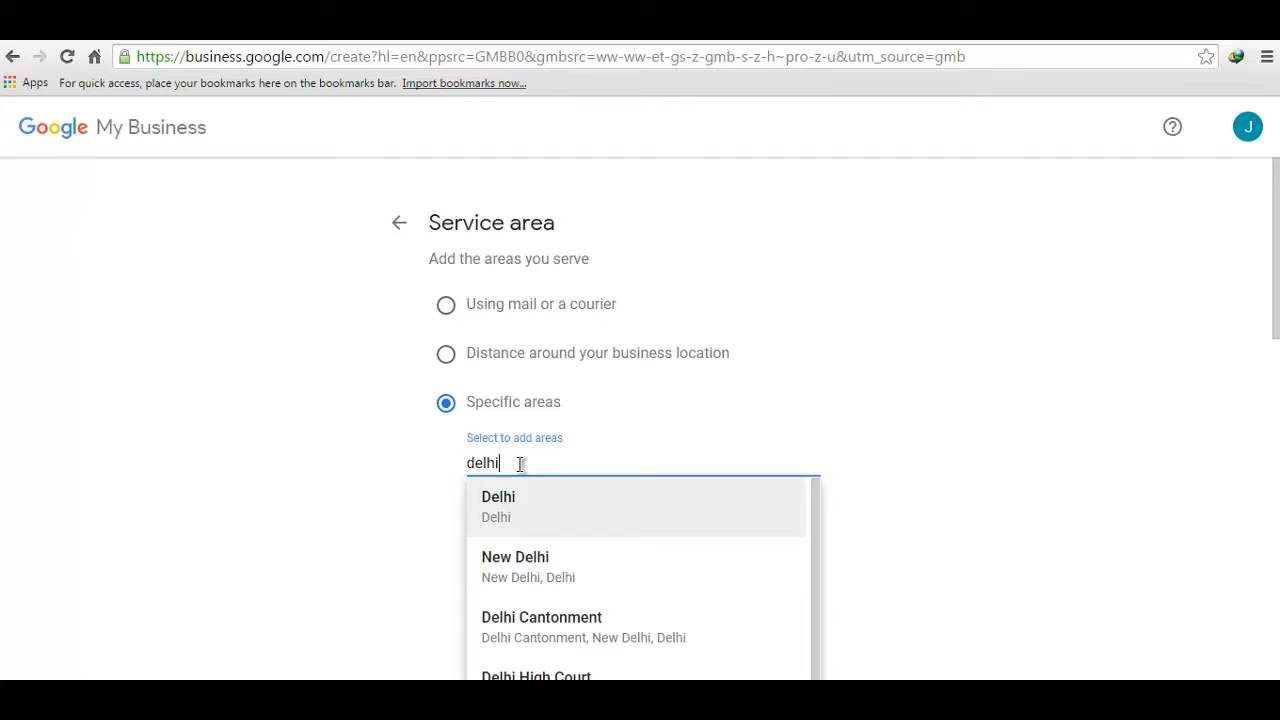 https://business.google.com/create?hl=en&ppsrc=GMBB0&gmbsrc=ww-ww-et-gs-z-gmb-s-z-h~pro-z-u&utm_source=gmb
Apps For quick access, place your bookmarks here on the bookmarks bar. Import bookmarks now...
Google My Business
J
Service area
Add the areas you serve
Using mail or a courier
Distance around your business location
Specific areas
Select to add areas
delhi
Delhi
Delhi
New Delhi
New Delhi, Delhi
Delhi Cantonment
Delhi Cantonment, New Delhi, Delhi
Delhi High Court